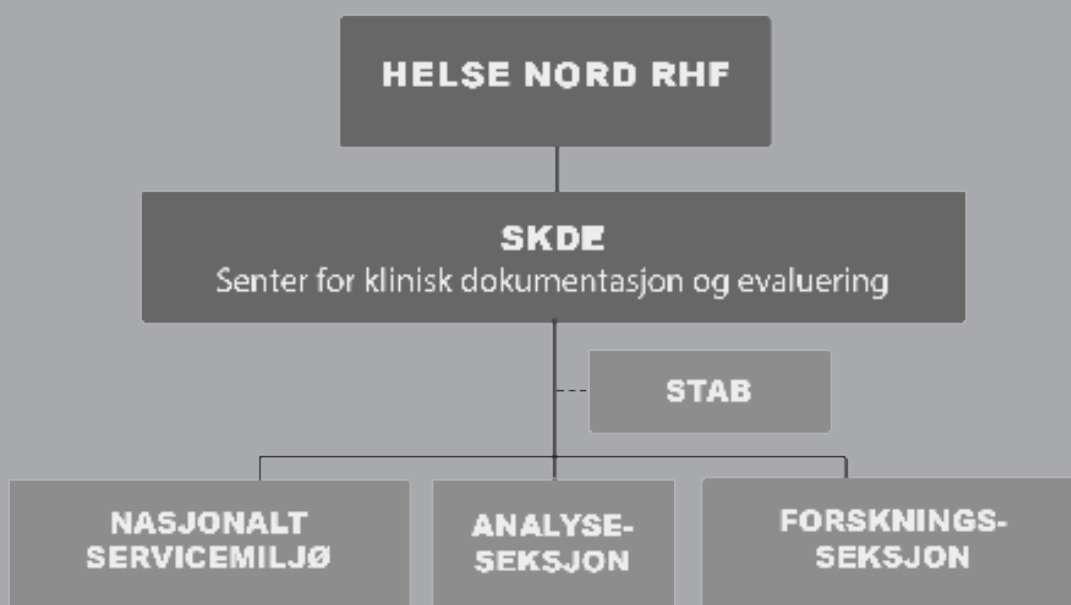 HELSE NORD RHF
SKDE
Senter for klinisk dokumentasjon og evaluering
STAB
NASJONALT
SERVICEMILJØ
ANALYSE-
SEKSJON
FORSKNINGS-
SEKSJON